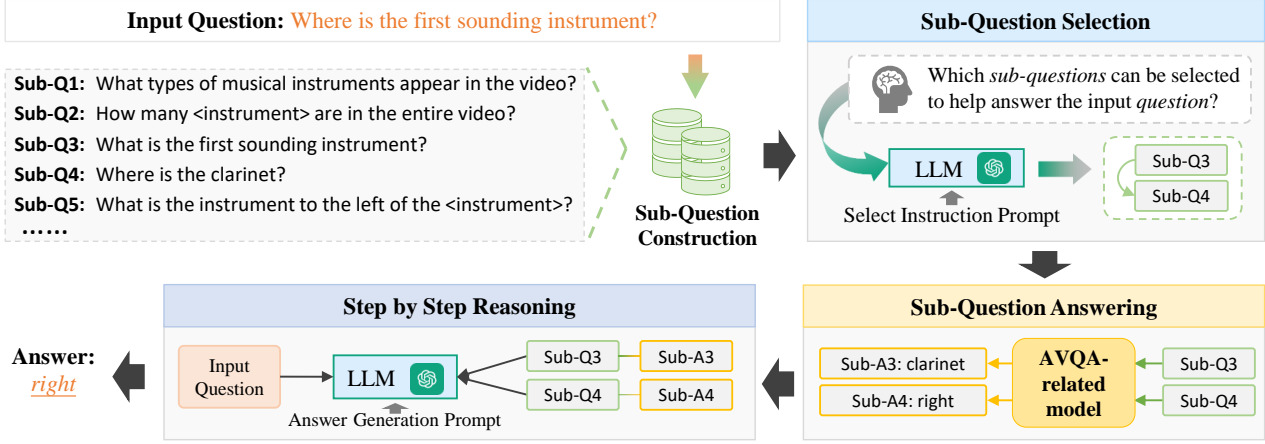 Input Question: Where is the first sounding instrument?
Sub-Q1: What types of musical instruments appear in the video?
Sub-Q2: How many <instrument> are in the entire video?
Sub-Q3: What is the first sounding instrument?
Sub-Q4: Where is the clarinet?
Sub-Q5: What is the instrument to the left of the <instrument>?
......
Sub-Question
Construction
Sub-Question Selection
Which sub-questions can be selected
to help answer the input question?
LLM
Select Instruction Prompt
Sub-Q3
Sub-Q4
Sub-Question Answering
Sub-A3: clarinet
Sub-A4: right
AVQA-
related
model
Sub-Q3
Sub-Q4
Step by Step Reasoning
Input
Question
LLM
Answer Generation Prompt
Sub-Q3
Sub-A3
Sub-Q4
Sub-A4
Answer:
right